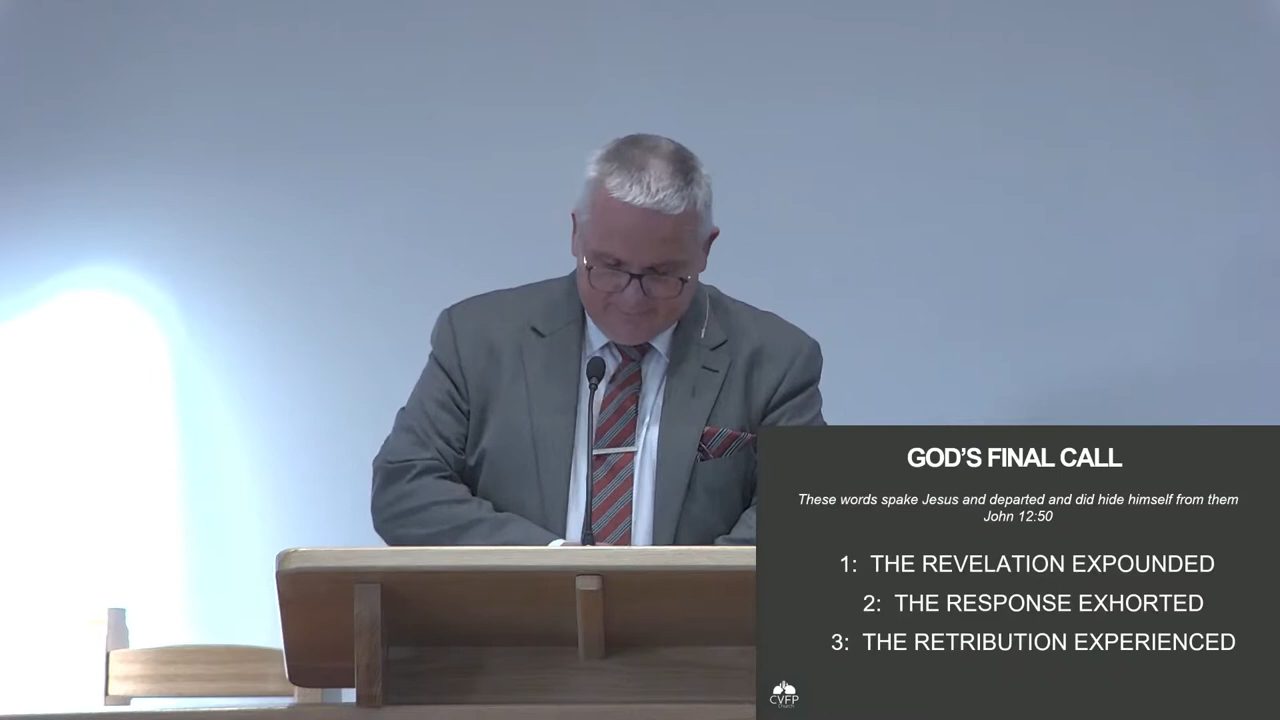 GOD'S FINAL CALL
These words spake Jesus and departed and did hide himself from them
John 12:50
1: THE REVELATION EXPOUNDED
2: THE RESPONSE EXHORTED
3: THE RETRIBUTION EXPERIENCED
CVFP
Church